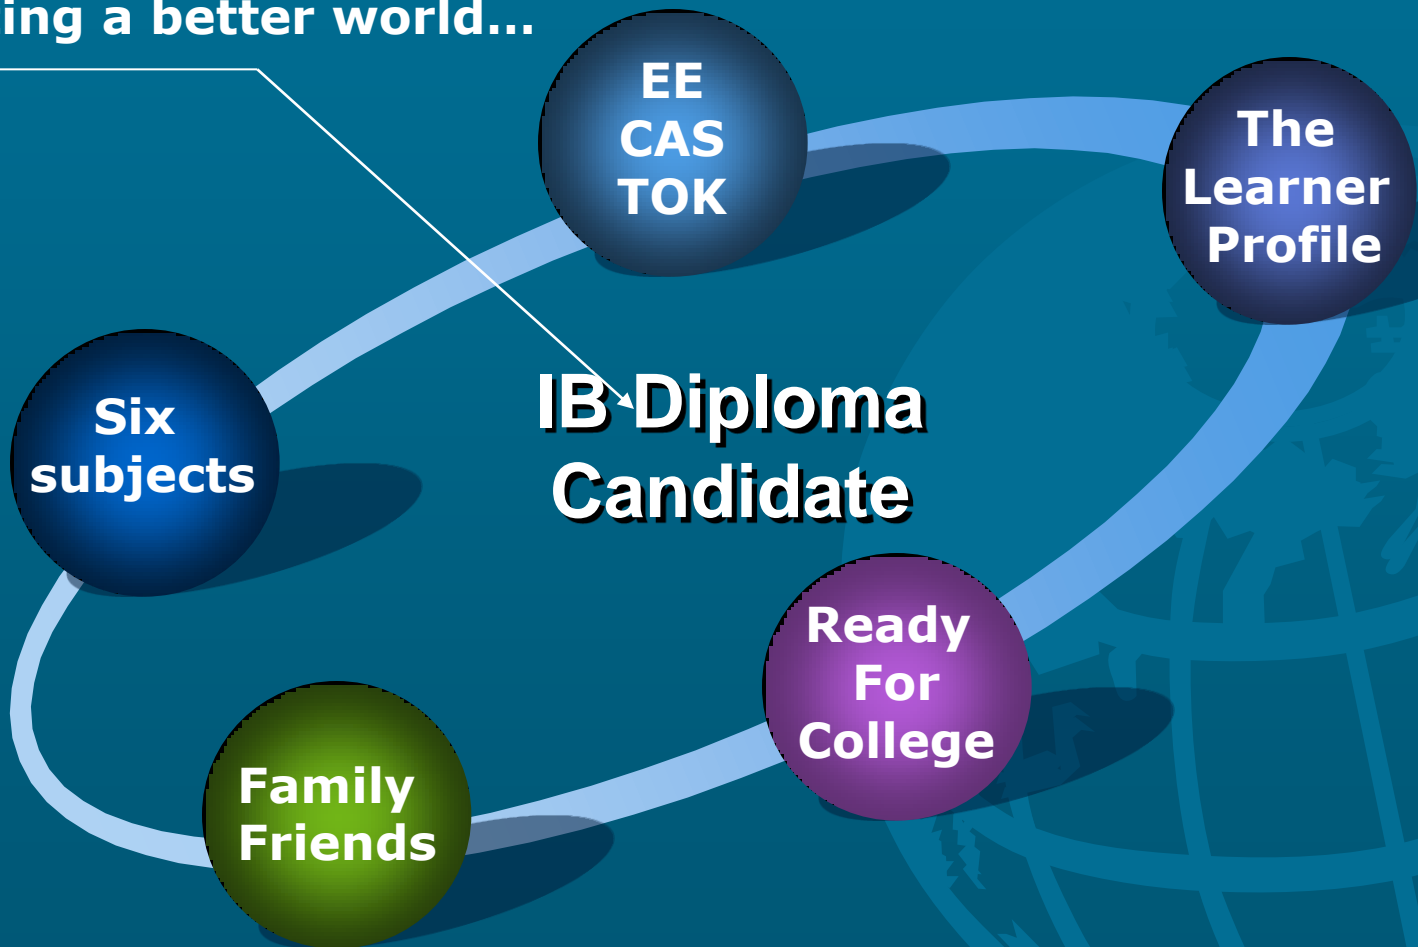 ing a better world...
EE
CAS
TOK
The
Learner
Profile
Six
subjects
IB Diploma
Candidate
Ready
For
College
Family
Friends